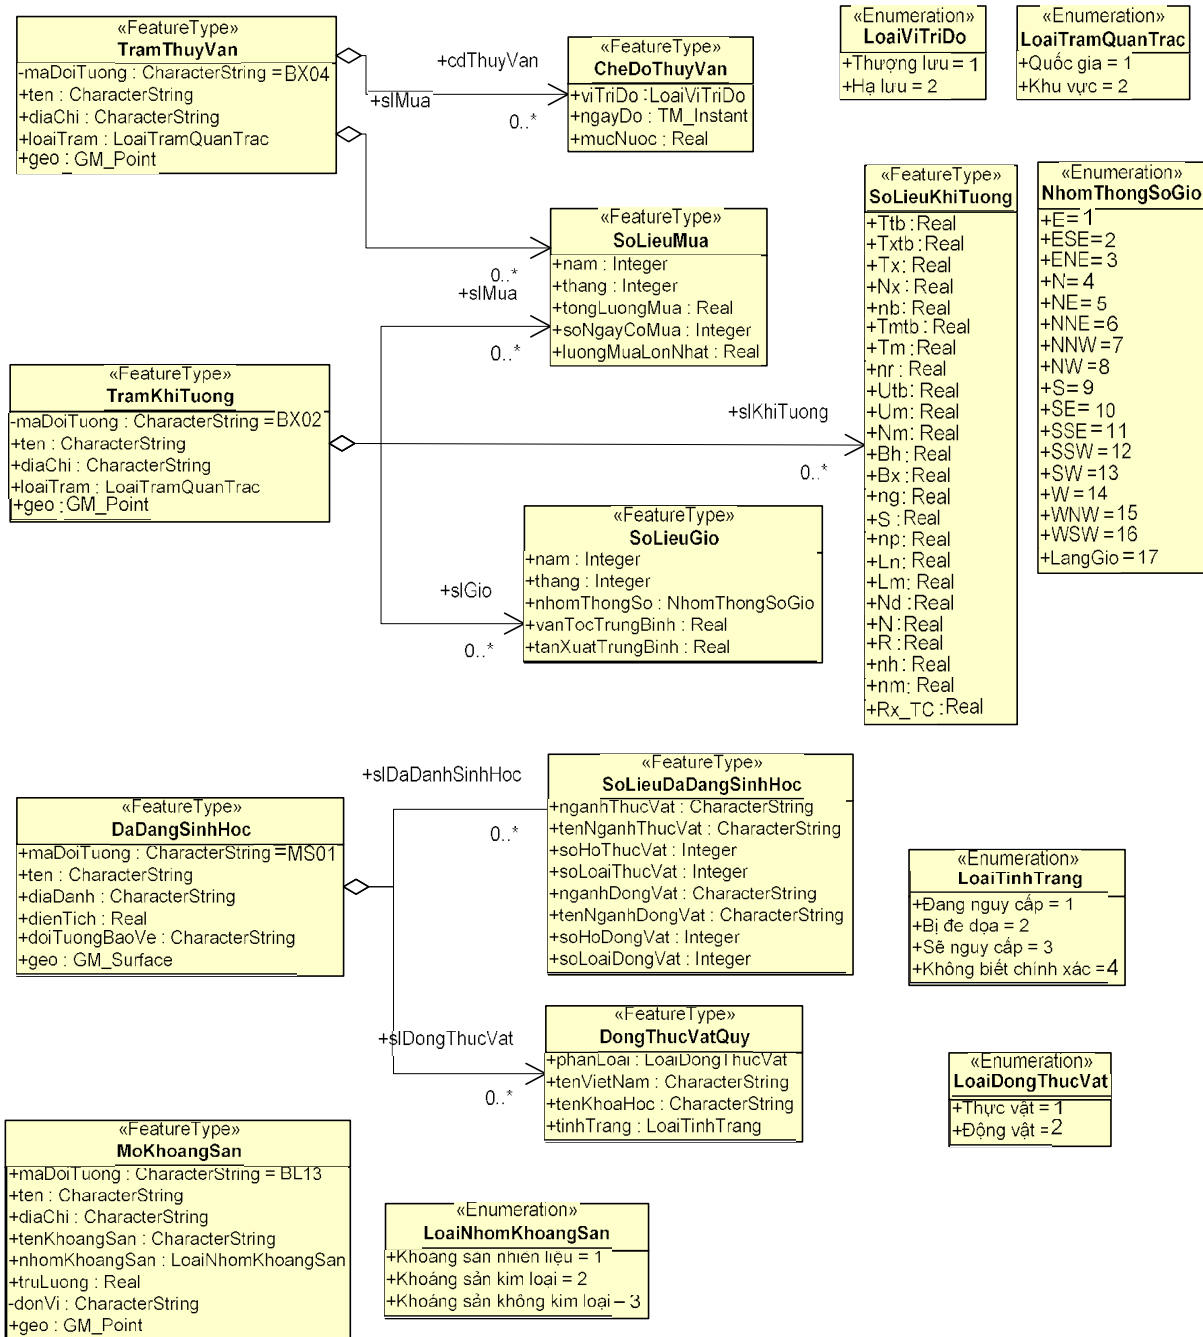 «FeatureType»
TramThuyVan
-maDoiTuong : CharacterString = BX04
+ten : CharacterString
+diaChi : CharacterString
+loaiTram : LoaiTramQuanTrac
+geo : GM_Point
+cdThuyVan
+slMua
0..*
«FeatureType»
CheDoThuyVan
+viTriDo : LoaiViTriDo
+ngayDo : TM_Instant
+mucNuoc : Real
«Enumeration»
LoaiViTriDo
+Thượng lưu = 1
+Hạ lưu = 2
«Enumeration»
LoaiTramQuanTrac
+Quốc gia = 1
+Khu vực = 2
«FeatureType»
SoLieuMua
+nam : Integer
+thang : Integer
+tongLuongMua : Real
+soNgayCoMua : Integer
+luongMuaLonNhat : Real
0..*
+slMua
0..*
«FeatureType»
SoLieuKhiTuong
+Ttb : Real
+Txtb : Real
+Tx : Real
+Nx : Real
+nb : Real
+Tmtb : Real
+Tm : Real
+nr : Real
+Utb : Real
+Um : Real
+Nm : Real
+Bh : Real
+Bx : Real
+ng : Real
+S : Real
+np : Real
+Ln : Real
+Lm : Real
+Nd : Real
+N : Real
+R : Real
+nh : Real
+nm : Real
+Rx_TC : Real
«Enumeration»
NhomThongSoGio
+E= 1
+ESE=2
+ENE=3
+N=4
+NE=5
+NNE=6
+NNW=7
+NW=8
+S=9
+SE=10
+SSE=11
+SSW=12
+SW=13
+W=14
+WNW=15
+WSW=16
+LangGio=17
«FeatureType»
TramKhiTuong
-maDoiTuong : CharacterString = BX02
+ten : CharacterString
+diaChi : CharacterString
+loaiTram : LoaiTramQuanTrac
+geo : GM_Point
+slKhiTuong
0..*
«FeatureType»
SoLieuGio
+nam : Integer
+thang : Integer
+nhomThongSo : NhomThongSoGio
+vanTocTrungBinh : Real
+tanXuatTrungBinh : Real
+slGio
0..*
«FeatureType»
DaDangSinhHoc
+maDoiTuong : CharacterString =MS01
+ten : CharacterString
+diaDanh : CharacterString
+dienTich : Real
+doiTuongBaoVe : CharacterString
+geo : GM_Surface
+slDaDanhSinhHoc
0..*
«FeatureType»
SoLieuDaDangSinhHoc
+nganhThucVat : CharacterString
+tenNganhThucVat : CharacterString
+soHoThucVat : Integer
+soLoaiThucVat : Integer
+nganhDongVat : CharacterString
+tenNganhDongVat : CharacterString
+soHoDongVat : Integer
+soLoaiDongVat : Integer
«Enumeration»
LoaiTinhTrang
+Đang nguy cấp = 1
+Bị đe dọa = 2
+Sẽ nguy cấp = 3
+Không biết chính xác =4
+slDongThucVat
0..*
«FeatureType»
DongThucVatQuy
+phanLoai : LoaiDongThucVat
+tenVietNam : CharacterString
+tenKhoaHoc : CharacterString
+tinhTrang : LoaiTinhTrang
«Enumeration»
LoaiDongThucVat
+Thực vật = 1
+Động vật =2
«FeatureType»
MoKhoangSan
+maDoiTuong : CharacterString = BL13
+ten : CharacterString
+diaChi : CharacterString
+tenKhoangSan : CharacterString
+nhomKhoangSan : LoaiNhomKhoangSan
+truLuong : Real
-donVi : CharacterString
+geo : GM_Point
«Enumeration»
LoaiNhomKhoangSan
+Khoáng sản nhiên liệu = 1
+Khoáng sản kim loại = 2
+Khoáng sản không kim loại – 3